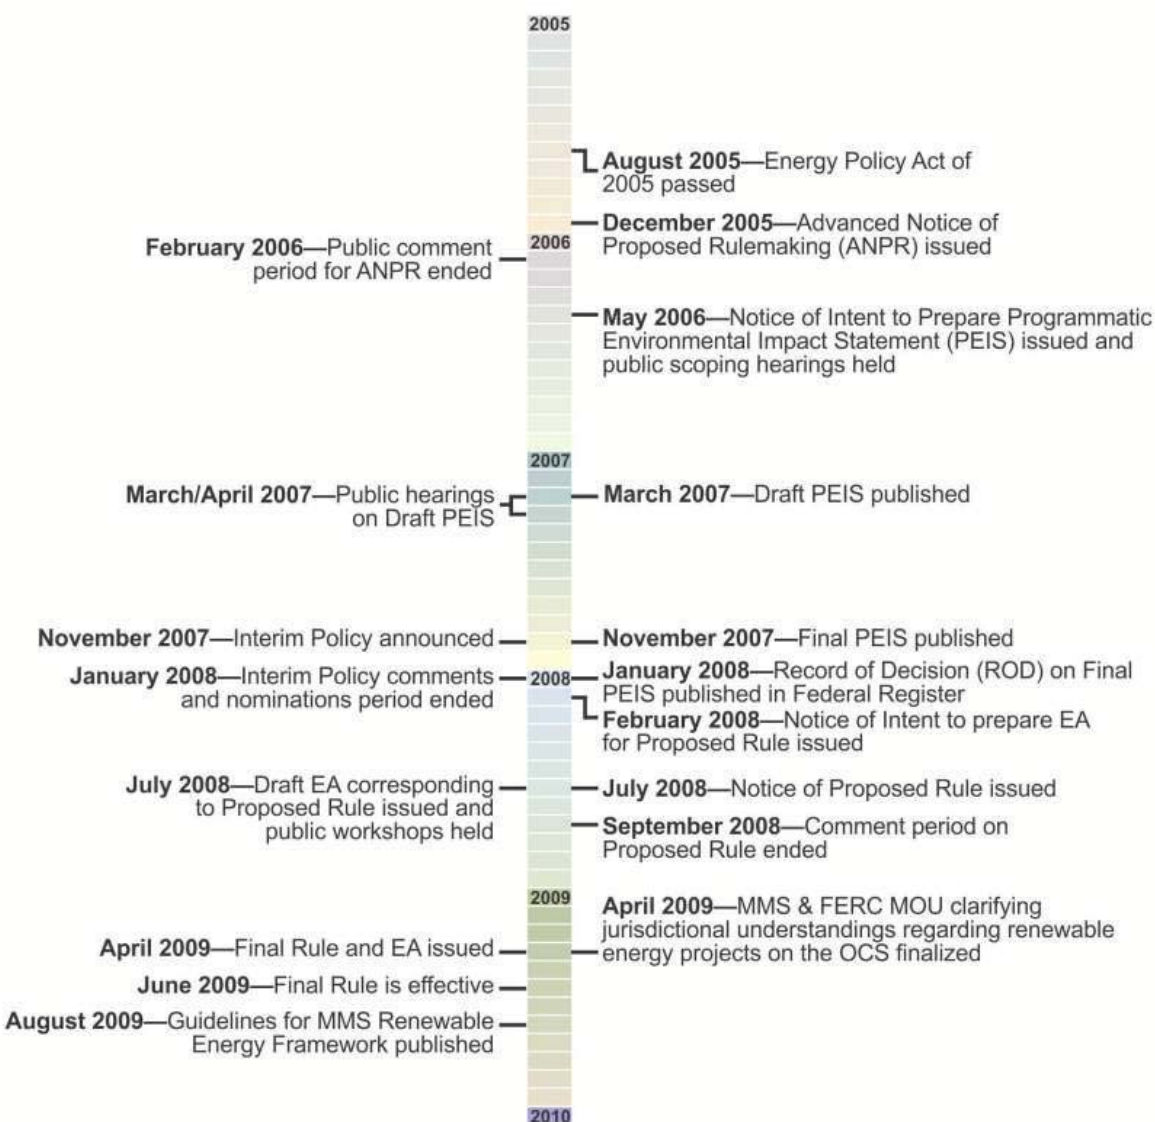 2005
August 2005—Energy Policy Act of
2005 passed
December 2005—Advanced Notice of
Proposed Rulemaking (ANPR) issued
2006
February 2006—Public comment
period for ANPR ended
May 2006—Notice of Intent to Prepare Programmatic
Environmental Impact Statement (PEIS) issued and
public scoping hearings held
2007
March/April 2007—Public hearings
on Draft PEIS
March 2007—Draft PEIS published
November 2007—Interim Policy announced
November 2007—Final PEIS published
January 2008—Interim Policy comments
and nominations period ended
2008
January 2008—Record of Decision (ROD) on Final
PEIS published in Federal Register
February 2008—Notice of Intent to prepare EA
for Proposed Rule issued
July 2008—Draft EA corresponding
to Proposed Rule issued and
public workshops held
July 2008—Notice of Proposed Rule issued
September 2008—Comment period on
Proposed Rule ended
2009
April 2009—MMS & FERC MOU clarifying
jurisdictional understandings regarding renewable
energy projects on the OCS finalized
April 2009—Final Rule and EA issued
June 2009—Final Rule is effective
August 2009—Guidelines for MMS Renewable
Energy Framework published
2010